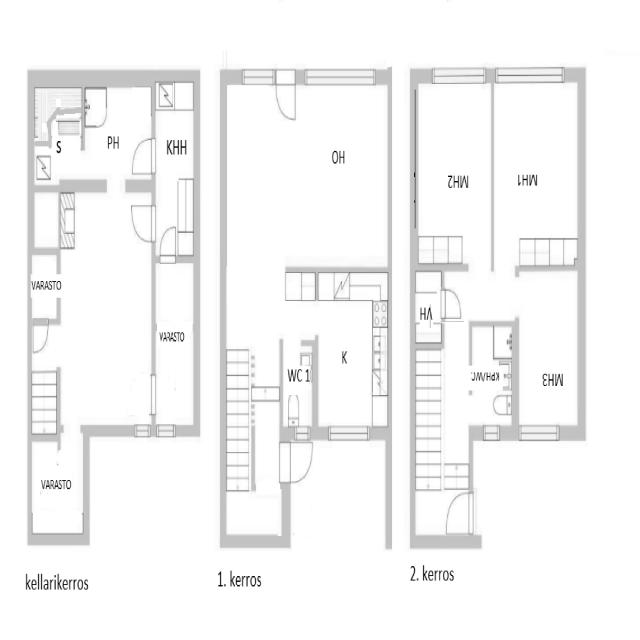 S
PH
KHH
VARASTO
VARASTO
VARASTO
kellarikerros
OH
WC 1
K
1. kerros
MH2
MH1
VH
KPH/WC
MH3
2. kerros